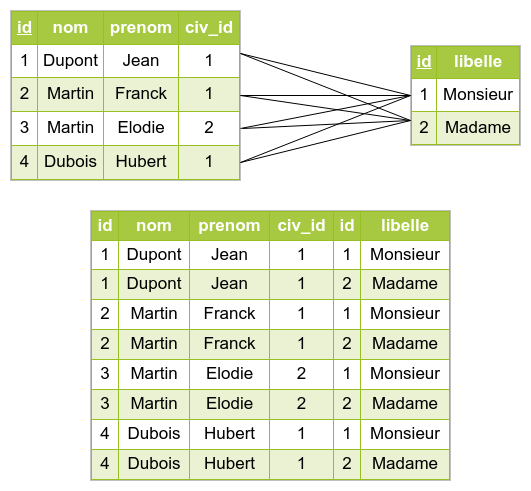 id nom prenom civ_id
1 Dupont Jean 1
2 Martin Franck 1
3 Martin Elodie 2
4 Dubois Hubert 1
id libelle
1 Monsieur
2 Madame
id nom prenom civ_id id libelle
1 Dupont Jean 1 1 Monsieur
1 Dupont Jean 1 2 Madame
2 Martin Franck 1 1 Monsieur
2 Martin Franck 1 2 Madame
3 Martin Elodie 2 1 Monsieur
3 Martin Elodie 2 2 Madame
4 Dubois Hubert 1 1 Monsieur
4 Dubois Hubert 1 2 Madame